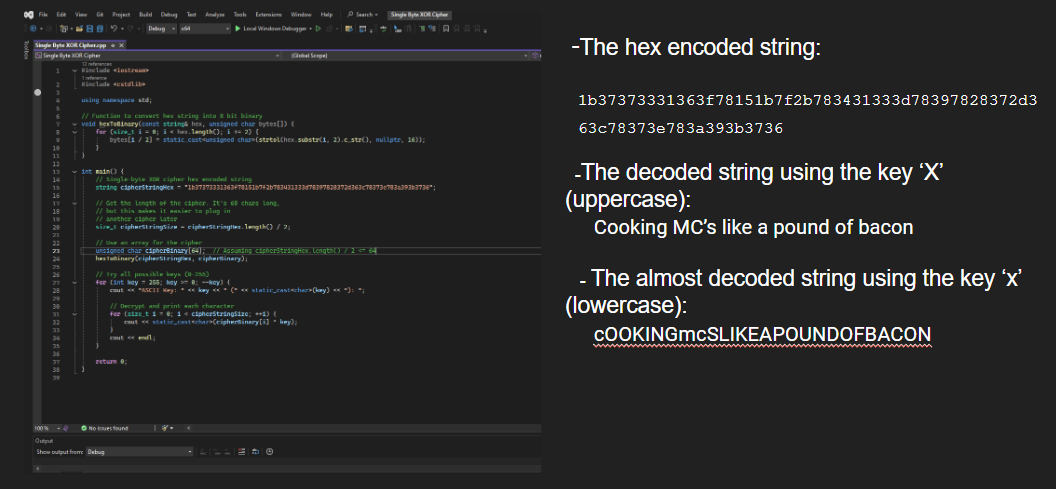 File Edit View Git Project Build Debug Test Analyze Tools Extensions Window Help Search Single Byte XOR Cipher
Debug x64 Local Windows Debugger
Toolbox
Single Byte XOR Cipher.cpp
Single Byte XOR Cipher (Global Scope)
12 references
1 #include <iostream>
1 reference
2 #include <cstdlib>
3
4 using namespace std;
5
6 // Function to convert hex string into 8 bit binary
7 void hexToBinary(const string& hex, unsigned char bytes[]) {
8 for (size_t i = 0; i < hex.length(); i += 2) {
9 bytes[i / 2] = static_cast<unsigned char>(strtol(hex.substr(i, 2).c_str(), nullptr, 16));
10 }
11 }
12
13 int main() {
14 // Single-byte XOR cipher hex encoded string
15 string cipherStringHex = "1b37373331363f78151b7f2b783431333d78397828372d363c78373e783a393b3736";
16
17 // Get the length of the cipher. It's 68 chars long,
18 // but this makes it easier to plug in
19 // another cipher later
20 size_t cipherStringSize = cipherStringHex.length() / 2;
21
22 // Use an array for the cipher
23 unsigned char cipherBinary[64]; // Assuming cipherStringHex.length() / 2 <= 64
24 hexToBinary(cipherStringHex, cipherBinary);
25
26 // Try all possible keys (0-255)
27 for (int key = 255; key >= 0; --key) {
28 cout << "ASCII Key: " << key << " (" << static_cast<char>(key) << "): ";
29
30 // Decrypt and print each character
31 for (size_t i = 0; i < cipherStringSize; ++i) {
32 cout << static_cast<char>(cipherBinary[i] ^ key);
33 }
34 cout << endl;
35 }
36
37 return 0;
38 }
39
100% No issues found
Output
Show output from: Debug
-The hex encoded string:
1b37373331363f78151b7f2b783431333d78397828372d3
63c78373e783a393b3736
-The decoded string using the key ‘X’
(uppercase):
Cooking MC’s like a pound of bacon
- The almost decoded string using the key ‘x’
(lowercase):
cOOKINGmcSLIKEAPOUNDOFBACON